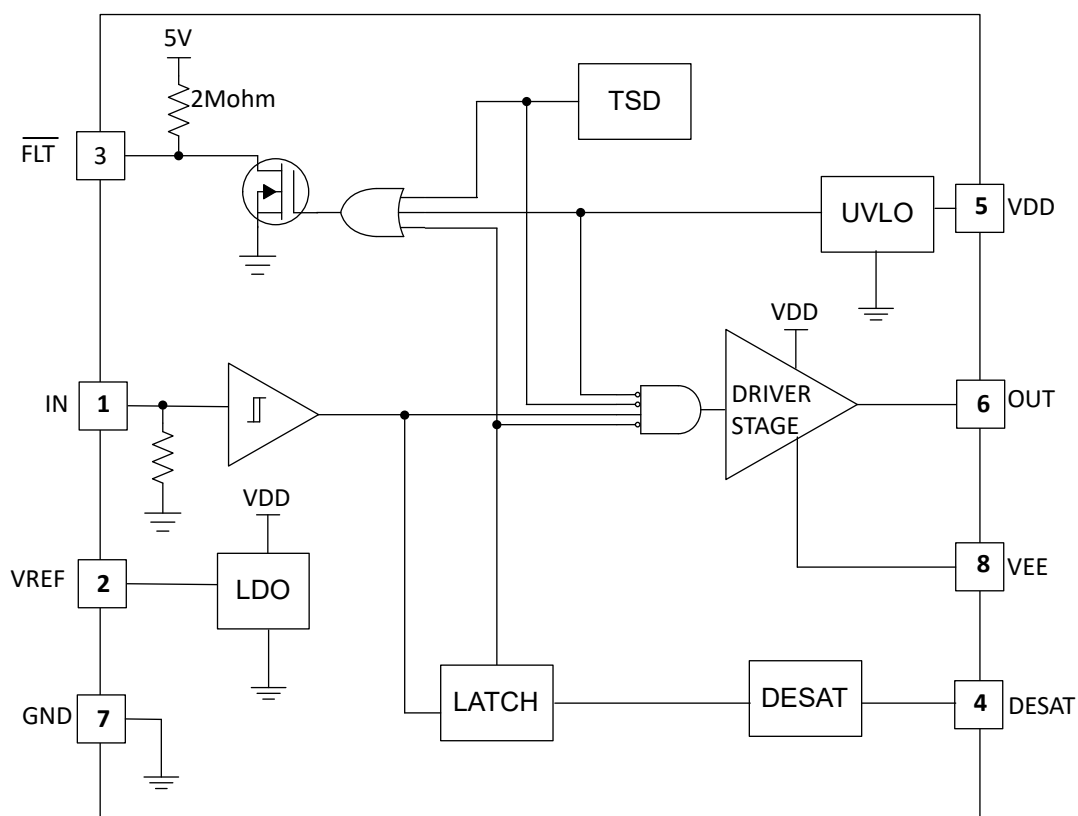 5V
2Mohm
TSD
FLT
3
UVLO
5
VDD
VDD
IN
1
DRIVER
STAGE
6
OUT
VDD
VREF
2
LDO
8
VEE
GND
7
LATCH
DESAT
4
DESAT